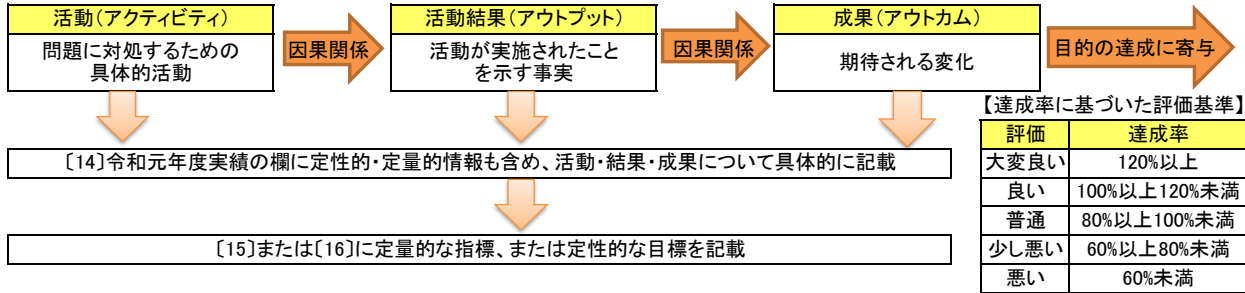 活動(アクティビティ)
問題に対処するための
具体的活動
因果関係
活動結果(アウトプット)
活動が実施されたこと
を示す事実
因果関係
成果(アウトカム)
期待される変化
目的の達成に寄与
〔14〕令和元年度実績の欄に定性的・定量的情報も含め、活動・結果・成果について具体的に記載
〔15〕または〔16〕に定量的な指標、または定性的な目標を記載
【達成率に基づいた評価基準】
評価 達成率
大変良い 120%以上
良い 100%以上120%未満
普通 80%以上100%未満
少し悪い 60%以上80%未満
悪い 60%未満